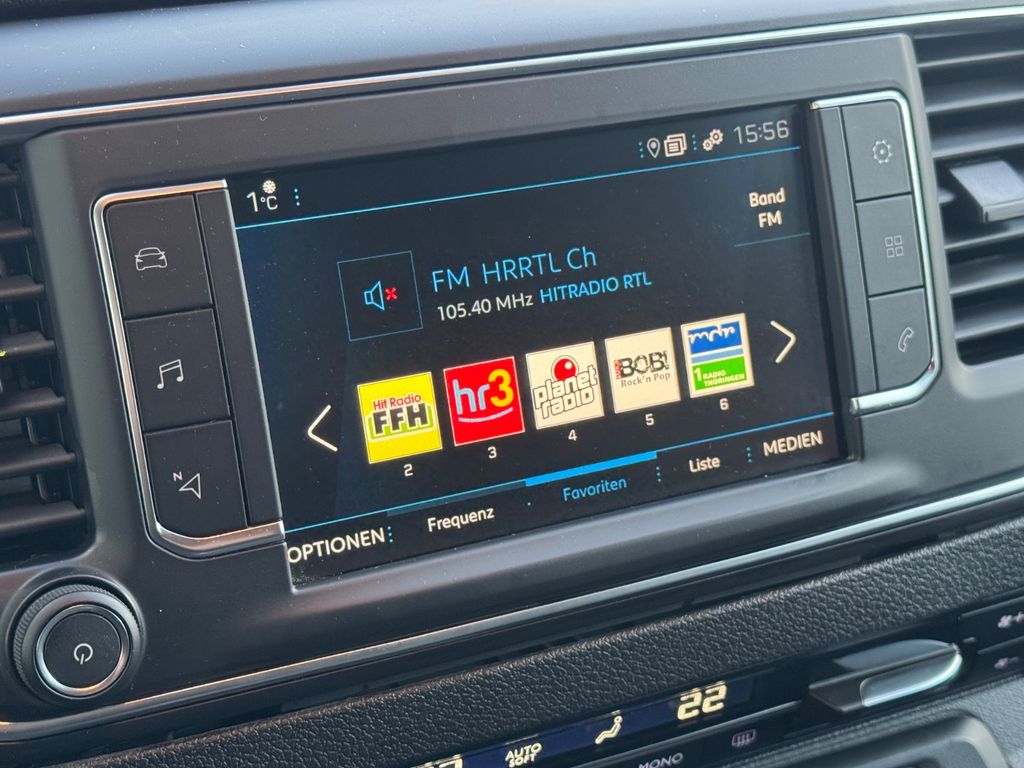 1°C
15:56
Band
FM
FM HRRTL Ch
105.40 MHz HITRADIO RTL
Hit Radio
FFH
hr3
planet
radio
BOB!
Rock'n Pop
mdr
1 RADIO
THÜRINGEN
2
3
4
5
6
OPTIONEN
Frequenz
Favoriten
Liste
MEDIEN
N
AUTO
SOFT
22
MONO